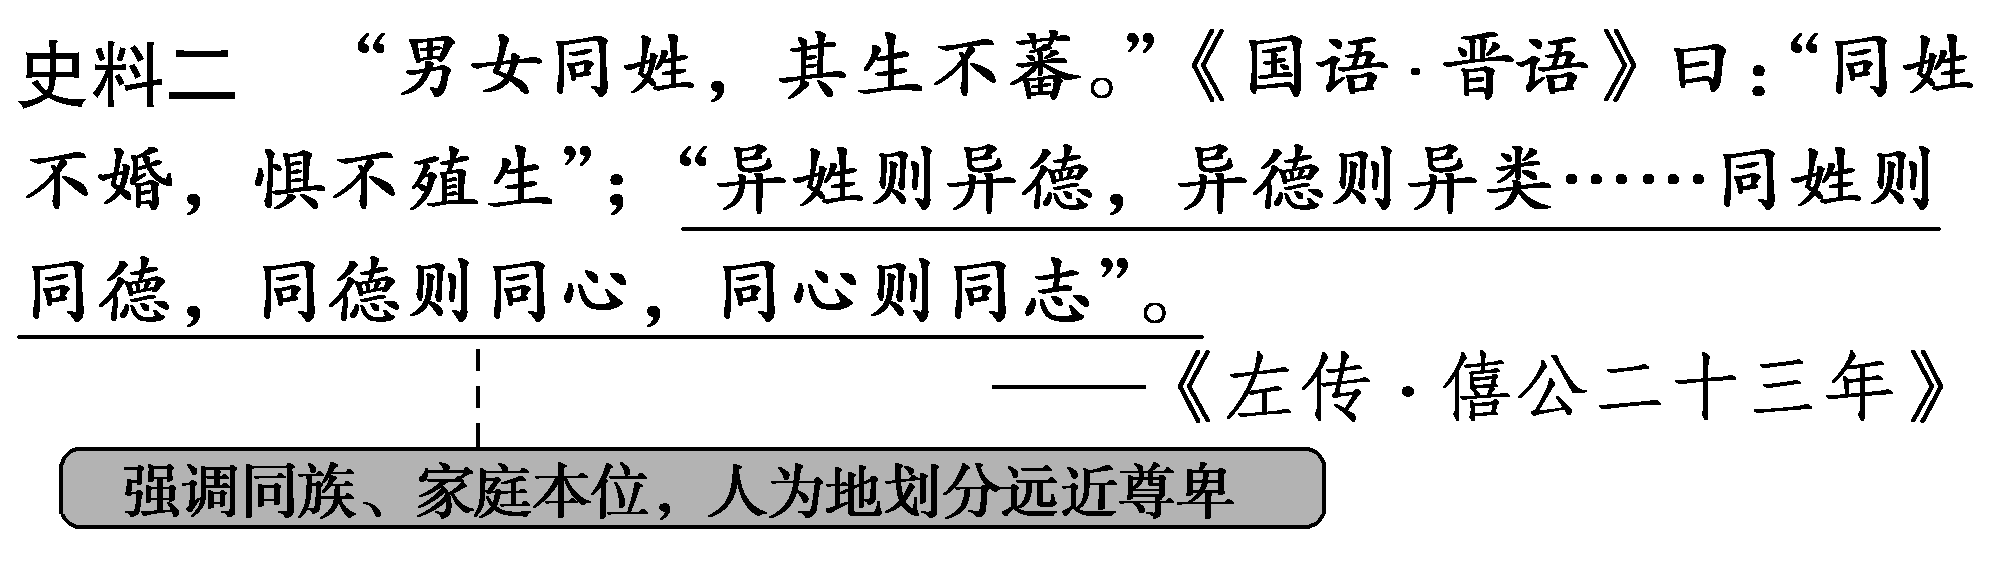 史料二　“男女同姓，其生不蕃。”《国语·晋语》曰：“同姓
不婚，惧不殖生”；“异姓则异德，异德则异类……同姓则
同德，同德则同心，同心则同志”。
——《左传·僖公二十三年》
强调同族、家庭本位，人为地划分远近尊卑